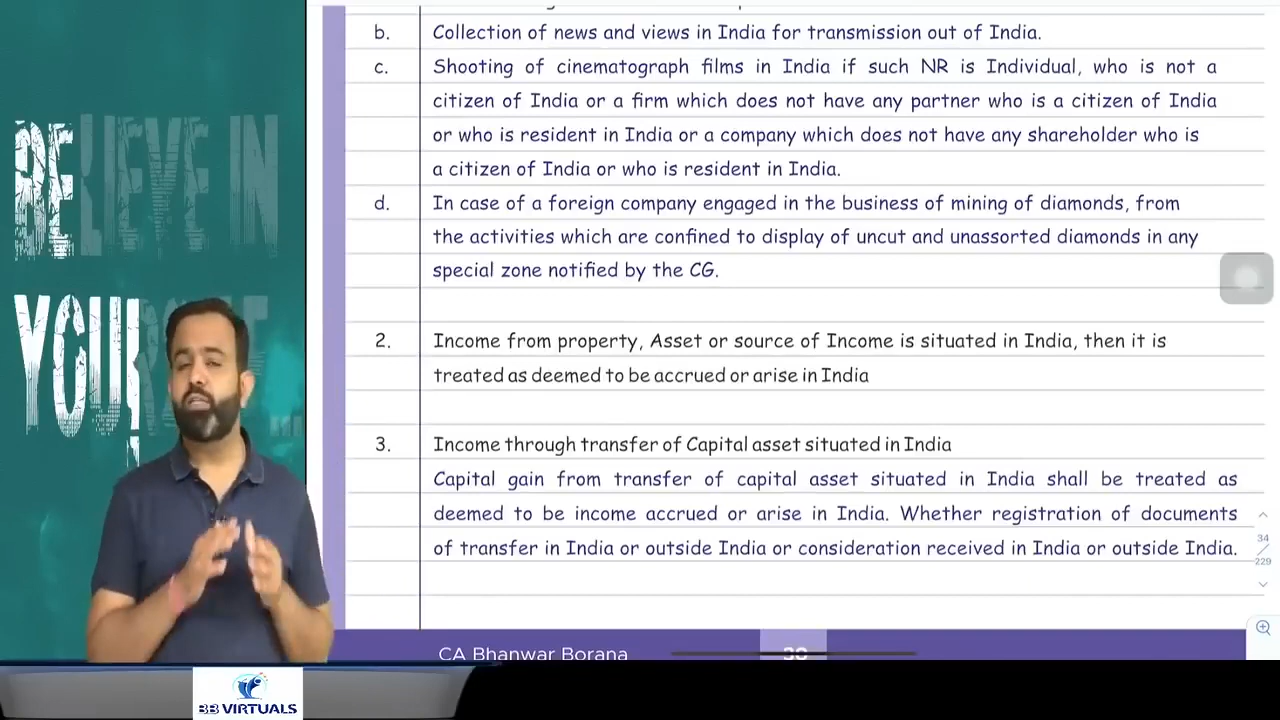 BELIEVE IN
YOUR
b. Collection of news and views in India for transmission out of India.
c. Shooting of cinematograph films in India if such NR is Individual, who is not a
citizen of India or a firm which does not have any partner who is a citizen of India
or who is resident in India or a company which does not have any shareholder who is
a citizen of India or who is resident in India.
d. In case of a foreign company engaged in the business of mining of diamonds, from
the activities which are confined to display of uncut and unassorted diamonds in any
special zone notified by the CG.
2. Income from property, Asset or source of Income is situated in India, then it is
treated as deemed to be accrued or arise in India
3. Income through transfer of Capital asset situated in India
Capital gain from transfer of capital asset situated in India shall be treated as
deemed to be income accrued or arise in India. Whether registration of documents
of transfer in India or outside India or consideration received in India or outside India.
34
229
CA Bhanwar Borana
BB VIRTUALS